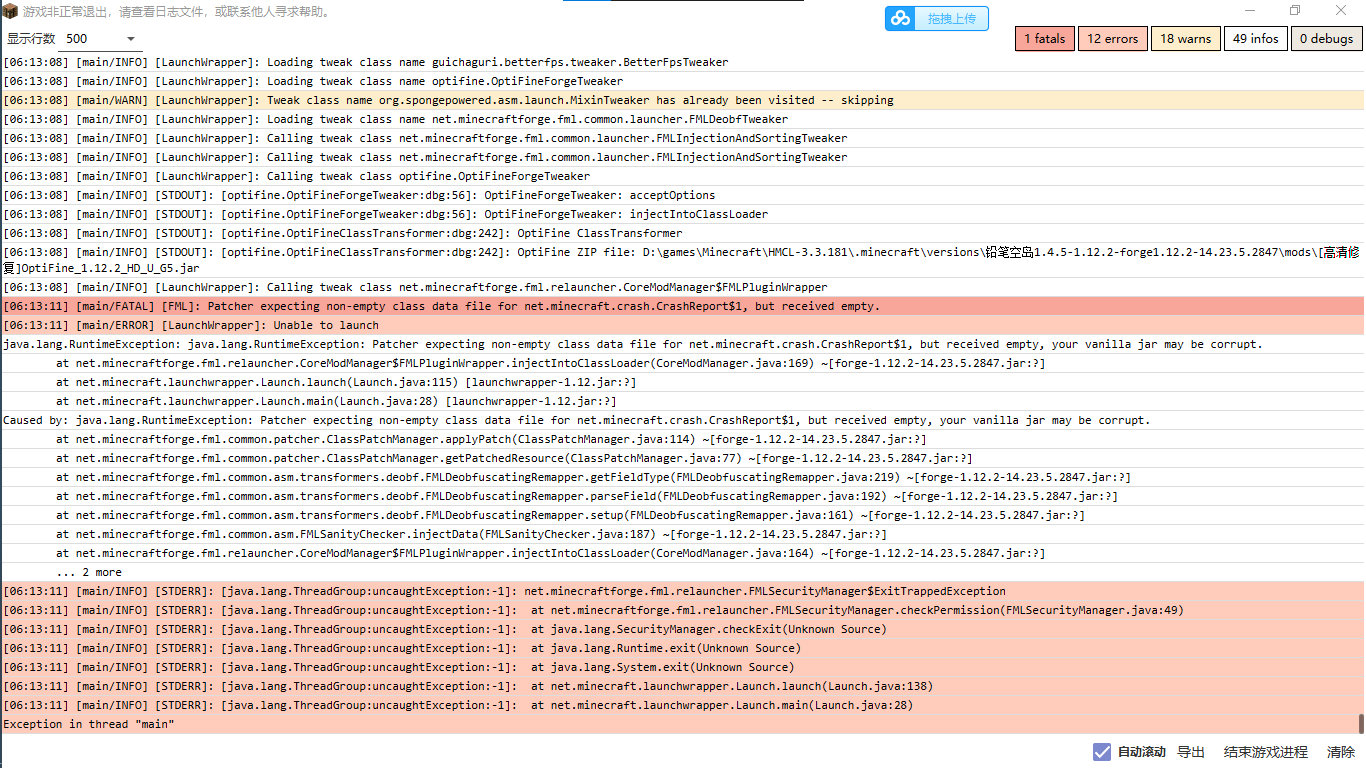 游戏非正常退出，请查看日志文件，或联系他人寻求帮助。
拖拽上传
显示行数 500
1 fatals 12 errors 18 warns 49 infos 0 debugs
[06:13:08] [main/INFO] [LaunchWrapper]: Loading tweak class name guichaguri.betterfps.tweaker.BetterFpsTweaker
[06:13:08] [main/INFO] [LaunchWrapper]: Loading tweak class name optifine.OptiFineForgeTweaker
[06:13:08] [main/WARN] [LaunchWrapper]: Tweak class name org.spongepowered.asm.launch.MixinTweaker has already been visited -- skipping
[06:13:08] [main/INFO] [LaunchWrapper]: Loading tweak class name net.minecraftforge.fml.common.launcher.FMLDeobfTweaker
[06:13:08] [main/INFO] [LaunchWrapper]: Calling tweak class net.minecraftforge.fml.common.launcher.FMLInjectionAndSortingTweaker
[06:13:08] [main/INFO] [LaunchWrapper]: Calling tweak class net.minecraftforge.fml.common.launcher.FMLInjectionAndSortingTweaker
[06:13:08] [main/INFO] [LaunchWrapper]: Calling tweak class optifine.OptiFineForgeTweaker
[06:13:08] [main/INFO] [STDOUT]: [optifine.OptiFineForgeTweaker:dbg:56]: OptiFineForgeTweaker: acceptOptions
[06:13:08] [main/INFO] [STDOUT]: [optifine.OptiFineForgeTweaker:dbg:56]: OptiFineForgeTweaker: injectIntoClassLoader
[06:13:08] [main/INFO] [STDOUT]: [optifine.OptiFineClassTransformer:dbg:242]: OptiFine ClassTransformer
[06:13:08] [main/INFO] [STDOUT]: [optifine.OptiFineClassTransformer:dbg:242]: OptiFine ZIP file: D:\games\Minecraft\HMCL-3.3.181\.minecraft\versions\铅笔空岛1.4.5-1.12.2-forge1.12.2-14.23.5.2847\mods\[高清修
复]OptiFine_1.12.2_HD_U_G5.jar
[06:13:08] [main/INFO] [LaunchWrapper]: Calling tweak class net.minecraftforge.fml.relauncher.CoreModManager$FMLPluginWrapper
[06:13:11] [main/FATAL] [FML]: Patcher expecting non-empty class data file for net.minecraft.crash.CrashReport$1, but received empty.
[06:13:11] [main/ERROR] [LaunchWrapper]: Unable to launch
java.lang.RuntimeException: java.lang.RuntimeException: Patcher expecting non-empty class data file for net.minecraft.crash.CrashReport$1, but received empty, your vanilla jar may be corrupt.
at net.minecraftforge.fml.relauncher.CoreModManager$FMLPluginWrapper.injectIntoClassLoader(CoreModManager.java:169) ~[forge-1.12.2-14.23.5.2847.jar:?]
at net.minecraft.launchwrapper.Launch.launch(Launch.java:115) [launchwrapper-1.12.jar:?]
at net.minecraft.launchwrapper.Launch.main(Launch.java:28) [launchwrapper-1.12.jar:?]
Caused by: java.lang.RuntimeException: Patcher expecting non-empty class data file for net.minecraft.crash.CrashReport$1, but received empty, your vanilla jar may be corrupt.
at net.minecraftforge.fml.common.patcher.ClassPatchManager.applyPatch(ClassPatchManager.java:114) ~[forge-1.12.2-14.23.5.2847.jar:?]
at net.minecraftforge.fml.common.patcher.ClassPatchManager.getPatchedResource(ClassPatchManager.java:77) ~[forge-1.12.2-14.23.5.2847.jar:?]
at net.minecraftforge.fml.common.asm.transformers.deobf.FMLDeobfuscatingRemapper.getFieldType(FMLDeobfuscatingRemapper.java:219) ~[forge-1.12.2-14.23.5.2847.jar:?]
at net.minecraftforge.fml.common.asm.transformers.deobf.FMLDeobfuscatingRemapper.parseField(FMLDeobfuscatingRemapper.java:192) ~[forge-1.12.2-14.23.5.2847.jar:?]
at net.minecraftforge.fml.common.asm.transformers.deobf.FMLDeobfuscatingRemapper.setup(FMLDeobfuscatingRemapper.java:161) ~[forge-1.12.2-14.23.5.2847.jar:?]
at net.minecraftforge.fml.common.asm.FMLSanityChecker.injectData(FMLSanityChecker.java:187) ~[forge-1.12.2-14.23.5.2847.jar:?]
at net.minecraftforge.fml.relauncher.CoreModManager$FMLPluginWrapper.injectIntoClassLoader(CoreModManager.java:164) ~[forge-1.12.2-14.23.5.2847.jar:?]
... 2 more
[06:13:11] [main/INFO] [STDERR]: [java.lang.ThreadGroup:uncaughtException:-1]: net.minecraftforge.fml.relauncher.FMLSecurityManager$ExitTrappedException
[06:13:11] [main/INFO] [STDERR]: [java.lang.ThreadGroup:uncaughtException:-1]: at net.minecraftforge.fml.relauncher.FMLSecurityManager.checkPermission(FMLSecurityManager.java:49)
[06:13:11] [main/INFO] [STDERR]: [java.lang.ThreadGroup:uncaughtException:-1]: at java.lang.SecurityManager.checkExit(Unknown Source)
[06:13:11] [main/INFO] [STDERR]: [java.lang.ThreadGroup:uncaughtException:-1]: at java.lang.Runtime.exit(Unknown Source)
[06:13:11] [main/INFO] [STDERR]: [java.lang.ThreadGroup:uncaughtException:-1]: at java.lang.System.exit(Unknown Source)
[06:13:11] [main/INFO] [STDERR]: [java.lang.ThreadGroup:uncaughtException:-1]: at net.minecraft.launchwrapper.Launch.launch(Launch.java:138)
[06:13:11] [main/INFO] [STDERR]: [java.lang.ThreadGroup:uncaughtException:-1]: at net.minecraft.launchwrapper.Launch.main(Launch.java:28)
Exception in thread "main"
自动滚动 导出 结束游戏进程 清除